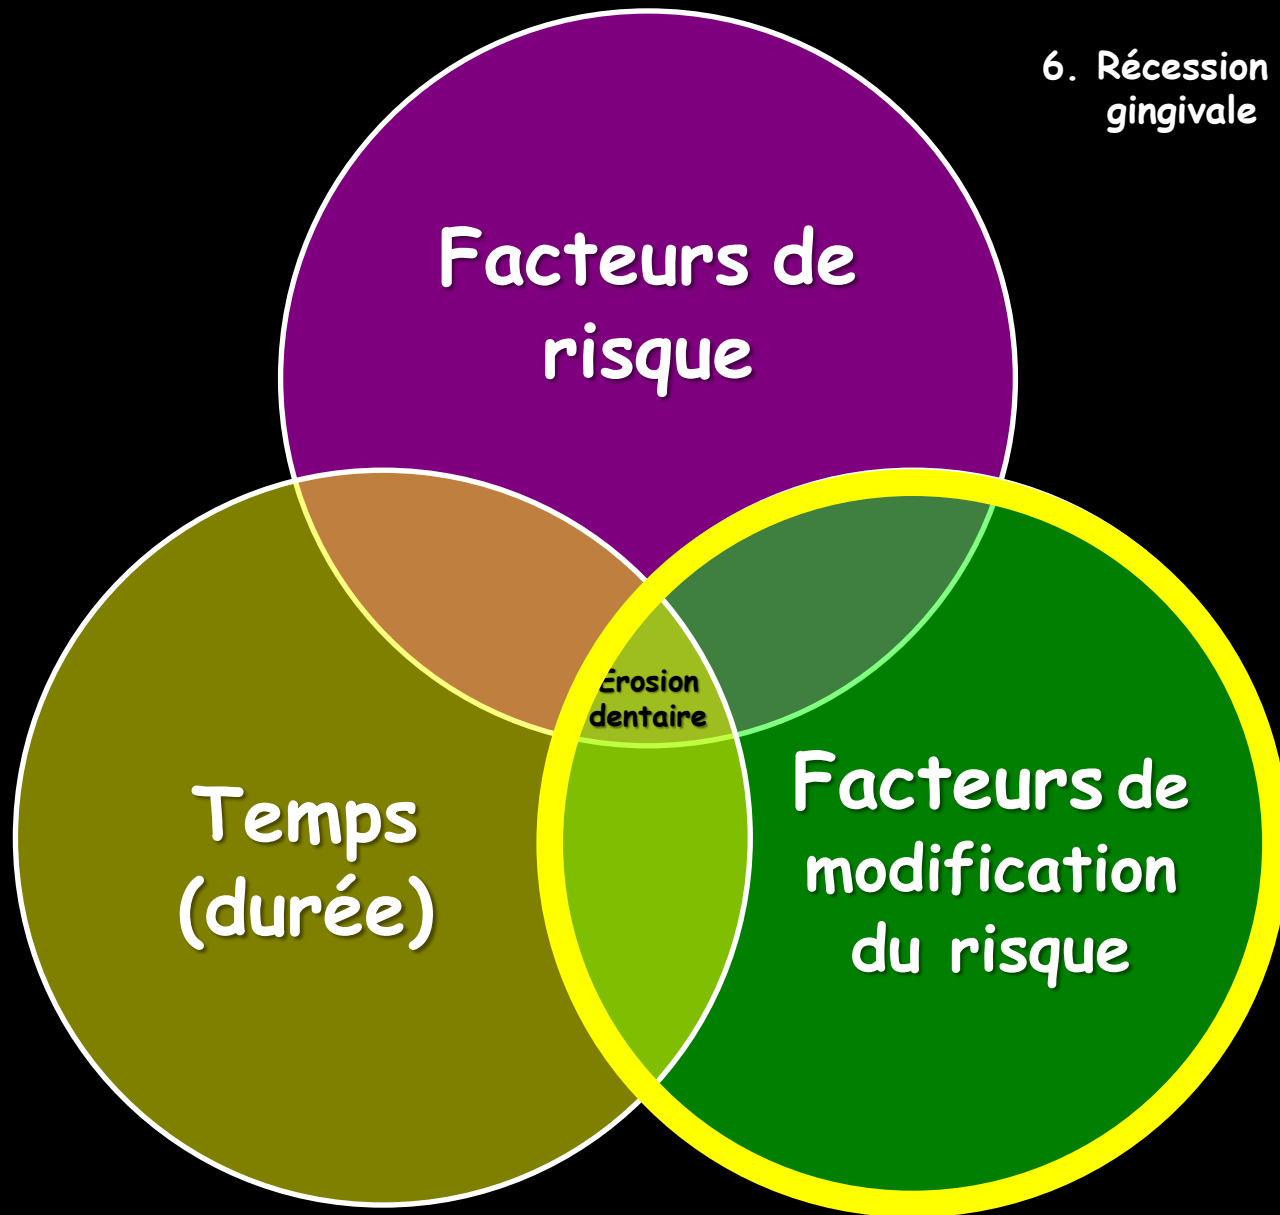 6. Récession
gingivale
Facteurs de
risque
Erosion
dentaire
Temps
(durée)
Facteurs de
modification
du risque